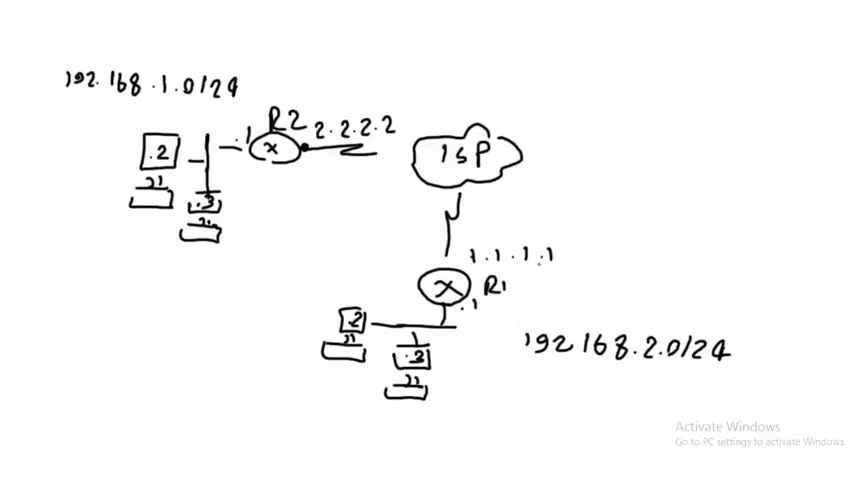 192.168.1.0/24
R2
2.2.2.2
.1
x
.2
.3
ISP
1.1.1.1
x
R1
.1
.2
.3
192.168.2.0/24
Activate Windows
Go to PC settings to activate Windows.